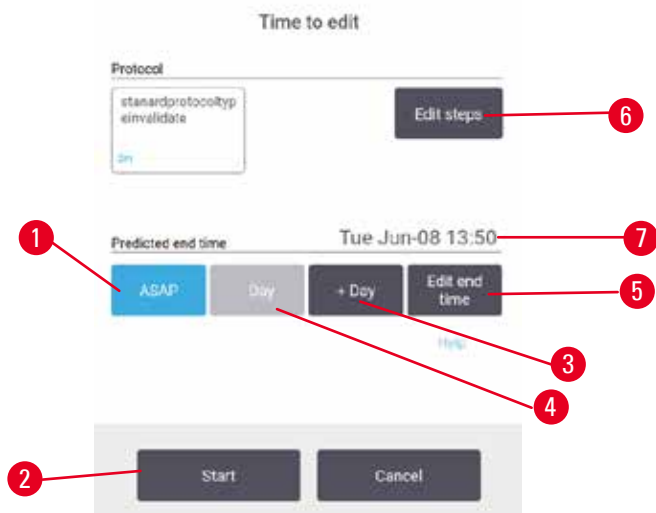 Time to edit
Protocol
stanardprotocoltyp
einvalidate
Edit steps
6
1
Predicted end time
Tue Jun-08 13:50
7
ASAP
Day
+ Day
Edit end
time
5
Help
3
4
2
Start
Cancel